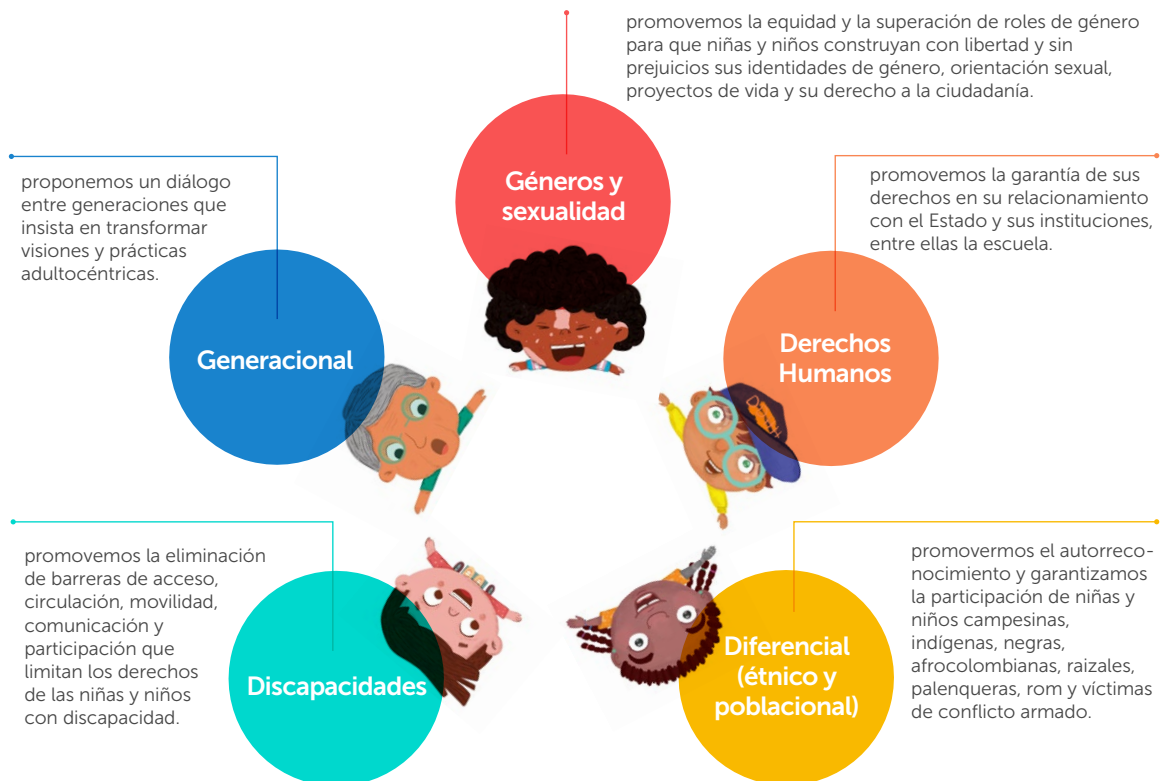 promovemos la equidad y la superación de roles de género
para que niñas y niños construyan con libertad y sin
prejuicios sus identidades de género, orientación sexual,
proyectos de vida y su derecho a la ciudadanía.
Géneros y
sexualidad
proponemos un diálogo
entre generaciones que
insista en transformar
visiones y prácticas
adultocéntricas.
Generacional
promovemos la garantía de sus
derechos en su relacionamiento
con el Estado y sus instituciones,
entre ellas la escuela.
Derechos
Humanos
promovemos la eliminación
de barreras de acceso,
circulación, movilidad,
comunicación y
participación que
limitan los derechos
de las niñas y niños
con discapacidad.
Discapacidades
promovermos el autorreco-
nocimiento y garantizamos
la participación de niñas y
niños campesinas,
indígenas, negras,
afrocolombianas, raizales,
palenqueras, rom y víctimas
de conflicto armado.
Diferencial
(étnico y
poblacional)